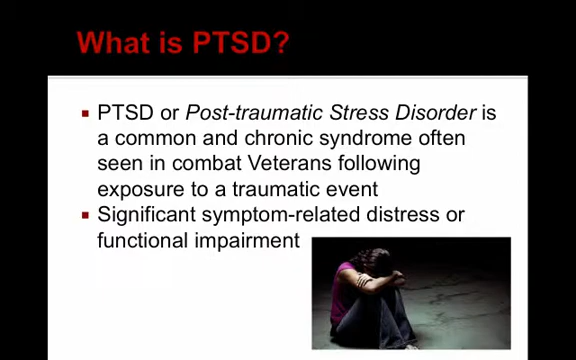 What is PTSD?
▪ PTSD or Post-traumatic Stress Disorder is
a common and chronic syndrome often
seen in combat Veterans following
exposure to a traumatic event
▪ Significant symptom-related distress or
functional impairment